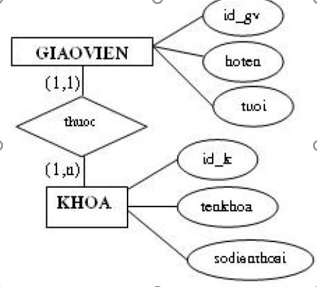 id_gv
GIAOVIEN
hoten
(1,1)
tuoi
thuoc
(1,n)
id_k
KHOA
tenkhoa
sodienthoai